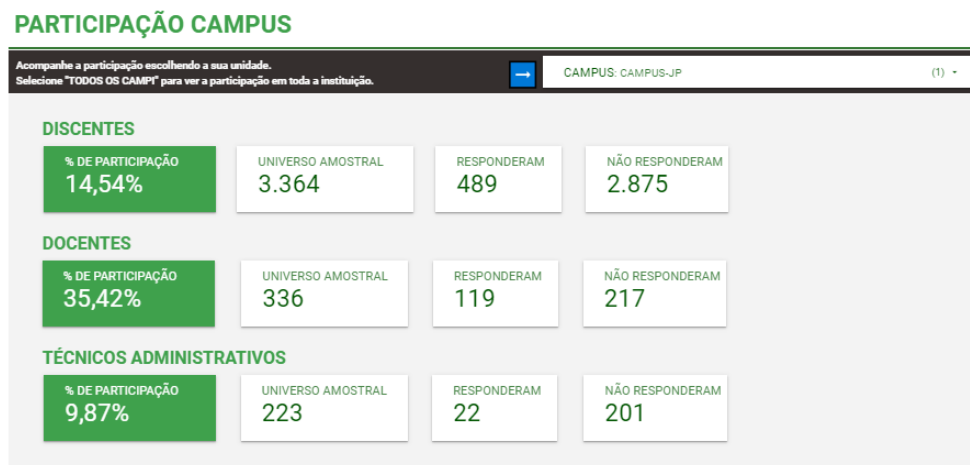 PARTICIPAÇÃO CAMPUS
Acompanhe a participação escolhendo a sua unidade.
Selecione "TODOS OS CAMPI" para ver a participação em toda a instituição.
→
CAMPUS: CAMPUS-JP (1)
DISCENTES
% DE PARTICIPAÇÃO UNIVERSO AMOSTRAL RESPONDERAM NÃO RESPONDERAM
14,54% 3.364 489 2.875
DOCENTES
% DE PARTICIPAÇÃO UNIVERSO AMOSTRAL RESPONDERAM NÃO RESPONDERAM
35,42% 336 119 217
TÉCNICOS ADMINISTRATIVOS
% DE PARTICIPAÇÃO UNIVERSO AMOSTRAL RESPONDERAM NÃO RESPONDERAM
9,87% 223 22 201